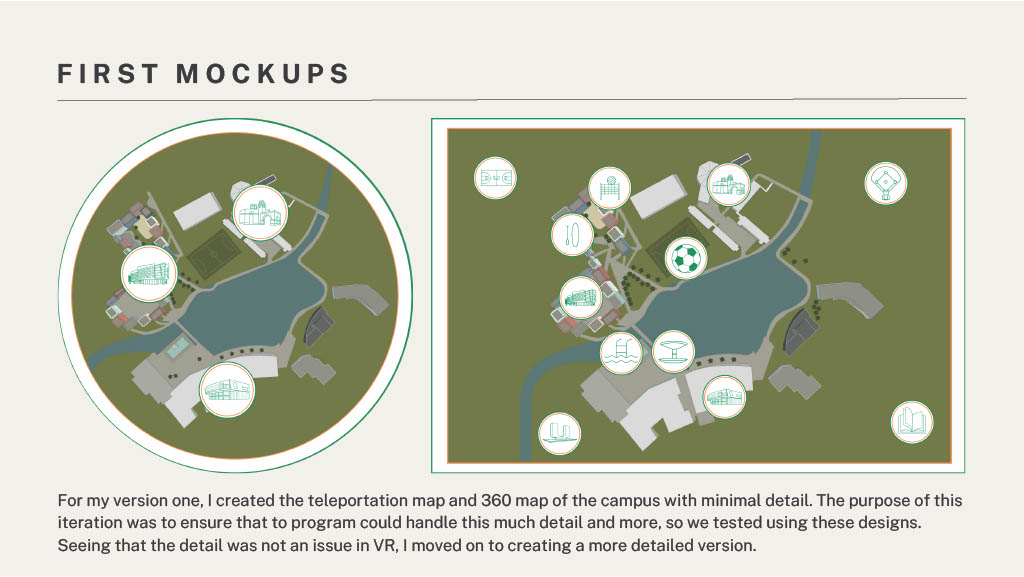 FIRST MOCKUPS
For my version one, I created the teleportation map and 360 map of the campus with minimal detail. The purpose of this
iteration was to ensure that to program could handle this much detail and more, so we tested using these designs.
Seeing that the detail was not an issue in VR, I moved on to creating a more detailed version.